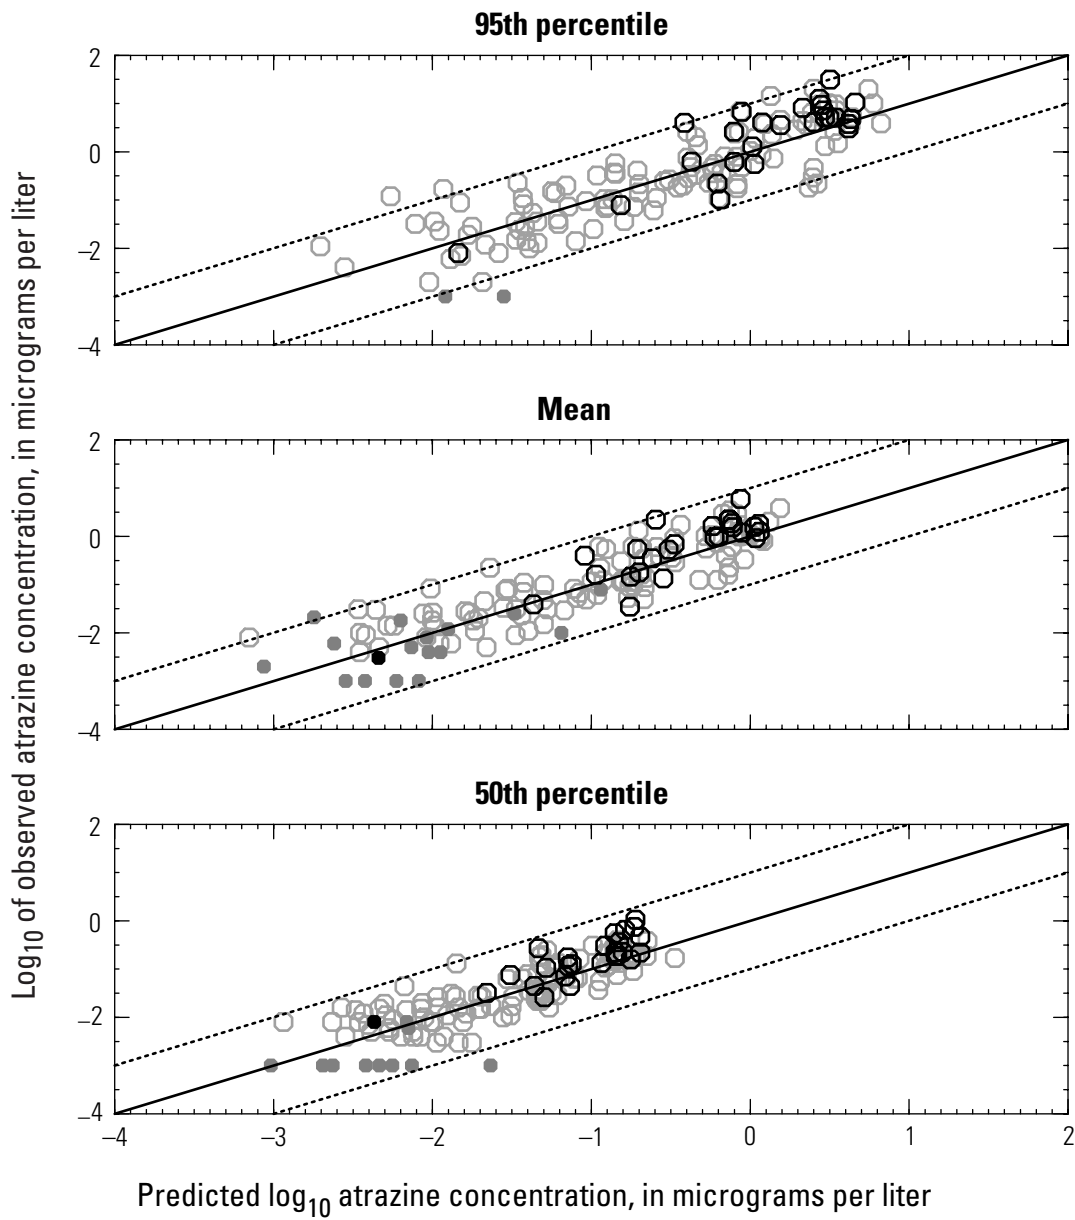 95th percentile
2
0
–2
–4
Mean
2
0
–2
–4
50th percentile
2
0
–2
–4
–4 –3 –2 –1 0 1 2
Log10 of observed atrazine concentration, in micrograms per liter
Predicted log10 atrazine concentration, in micrograms per liter